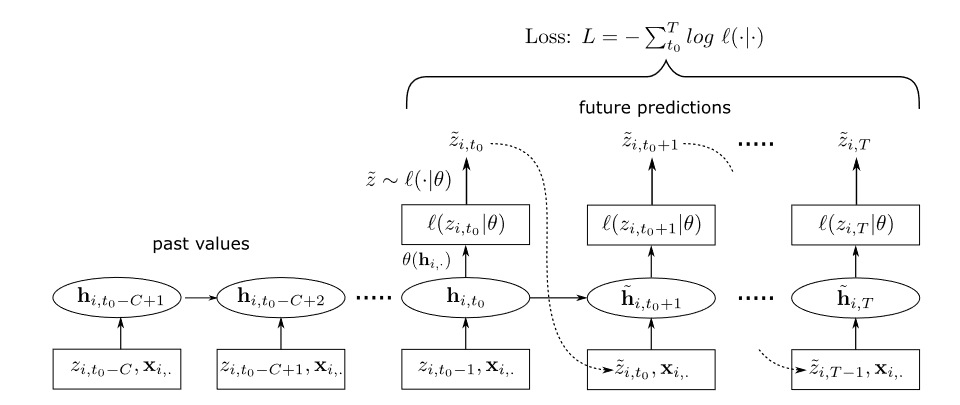 Loss: L = − ∑_{t_0}^{T} log ℓ(·|·)
future predictions
z̃_{i,t_0} z̃_{i,t_0+1} ..... z̃_{i,T}
z̃ ∼ ℓ(·|θ)
ℓ(z_{i,t_0}|θ) ℓ(z_{i,t_0+1}|θ) ℓ(z_{i,T}|θ)
past values
θ(𝐡_{i,·})
𝐡_{i,t_0−C+1} 𝐡_{i,t_0−C+2} ..... 𝐡_{i,t_0} 𝐡̃_{i,t_0+1} ..... 𝐡̃_{i,T}
z_{i,t_0−C}, 𝐱_{i,.} z_{i,t_0−C+1}, 𝐱_{i,.} z_{i,t_0−1}, 𝐱_{i,.} z̃_{i,t_0}, 𝐱_{i,.} z̃_{i,T−1}, 𝐱_{i,.}